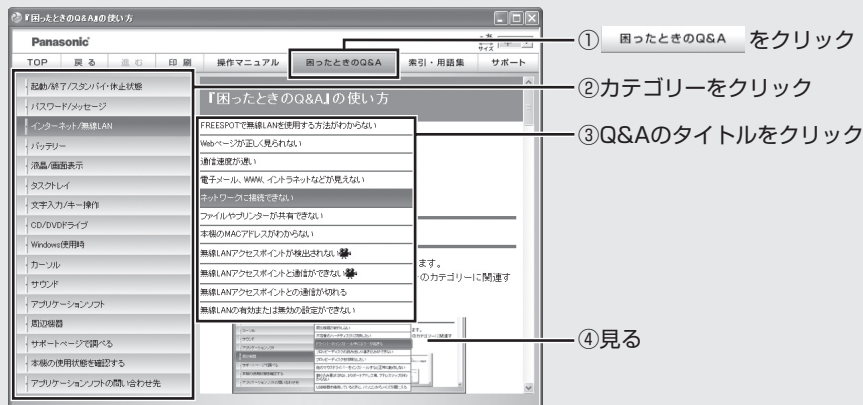 『困ったときのQ&A』の使い方
Panasonic
サイズ 中
TOP 戻る 進む 印刷 操作マニュアル 困ったときのQ&A 索引・用語集 サポート
① 困ったときのQ&A をクリック
起動/終了/スタンバイ・休止状態
②カテゴリーをクリック
パスワード/メッセージ
『困ったときのQ&A』の使い方
インターネット/無線LAN
FREESPOTで無線LANを使用する方法がわからない
③Q&Aのタイトルをクリック
Webページが正しく見られない
バッテリー
通信速度が遅い
液晶/画面表示
電子メール、WWW、イントラネットなどが見えない
タスクトレイ
ネットワークに接続できない
文字入力/キー操作
ファイルやプリンターが共有できない
CD/DVDドライブ
本機のMACアドレスがわからない
Windows使用時
無線LANアクセスポイントが検出されない
カーソル
ます。
無線LANアクセスポイントと通信ができない
のカテゴリーに関連す
サウンド
無線LANアクセスポイントとの通信が切れる
アプリケーションソフト
無線LANの有効または無効の設定ができない
周辺機器
④見る
サポートページで調べる
本機の使用状態を確認する
アプリケーションソフトの問い合わせ先